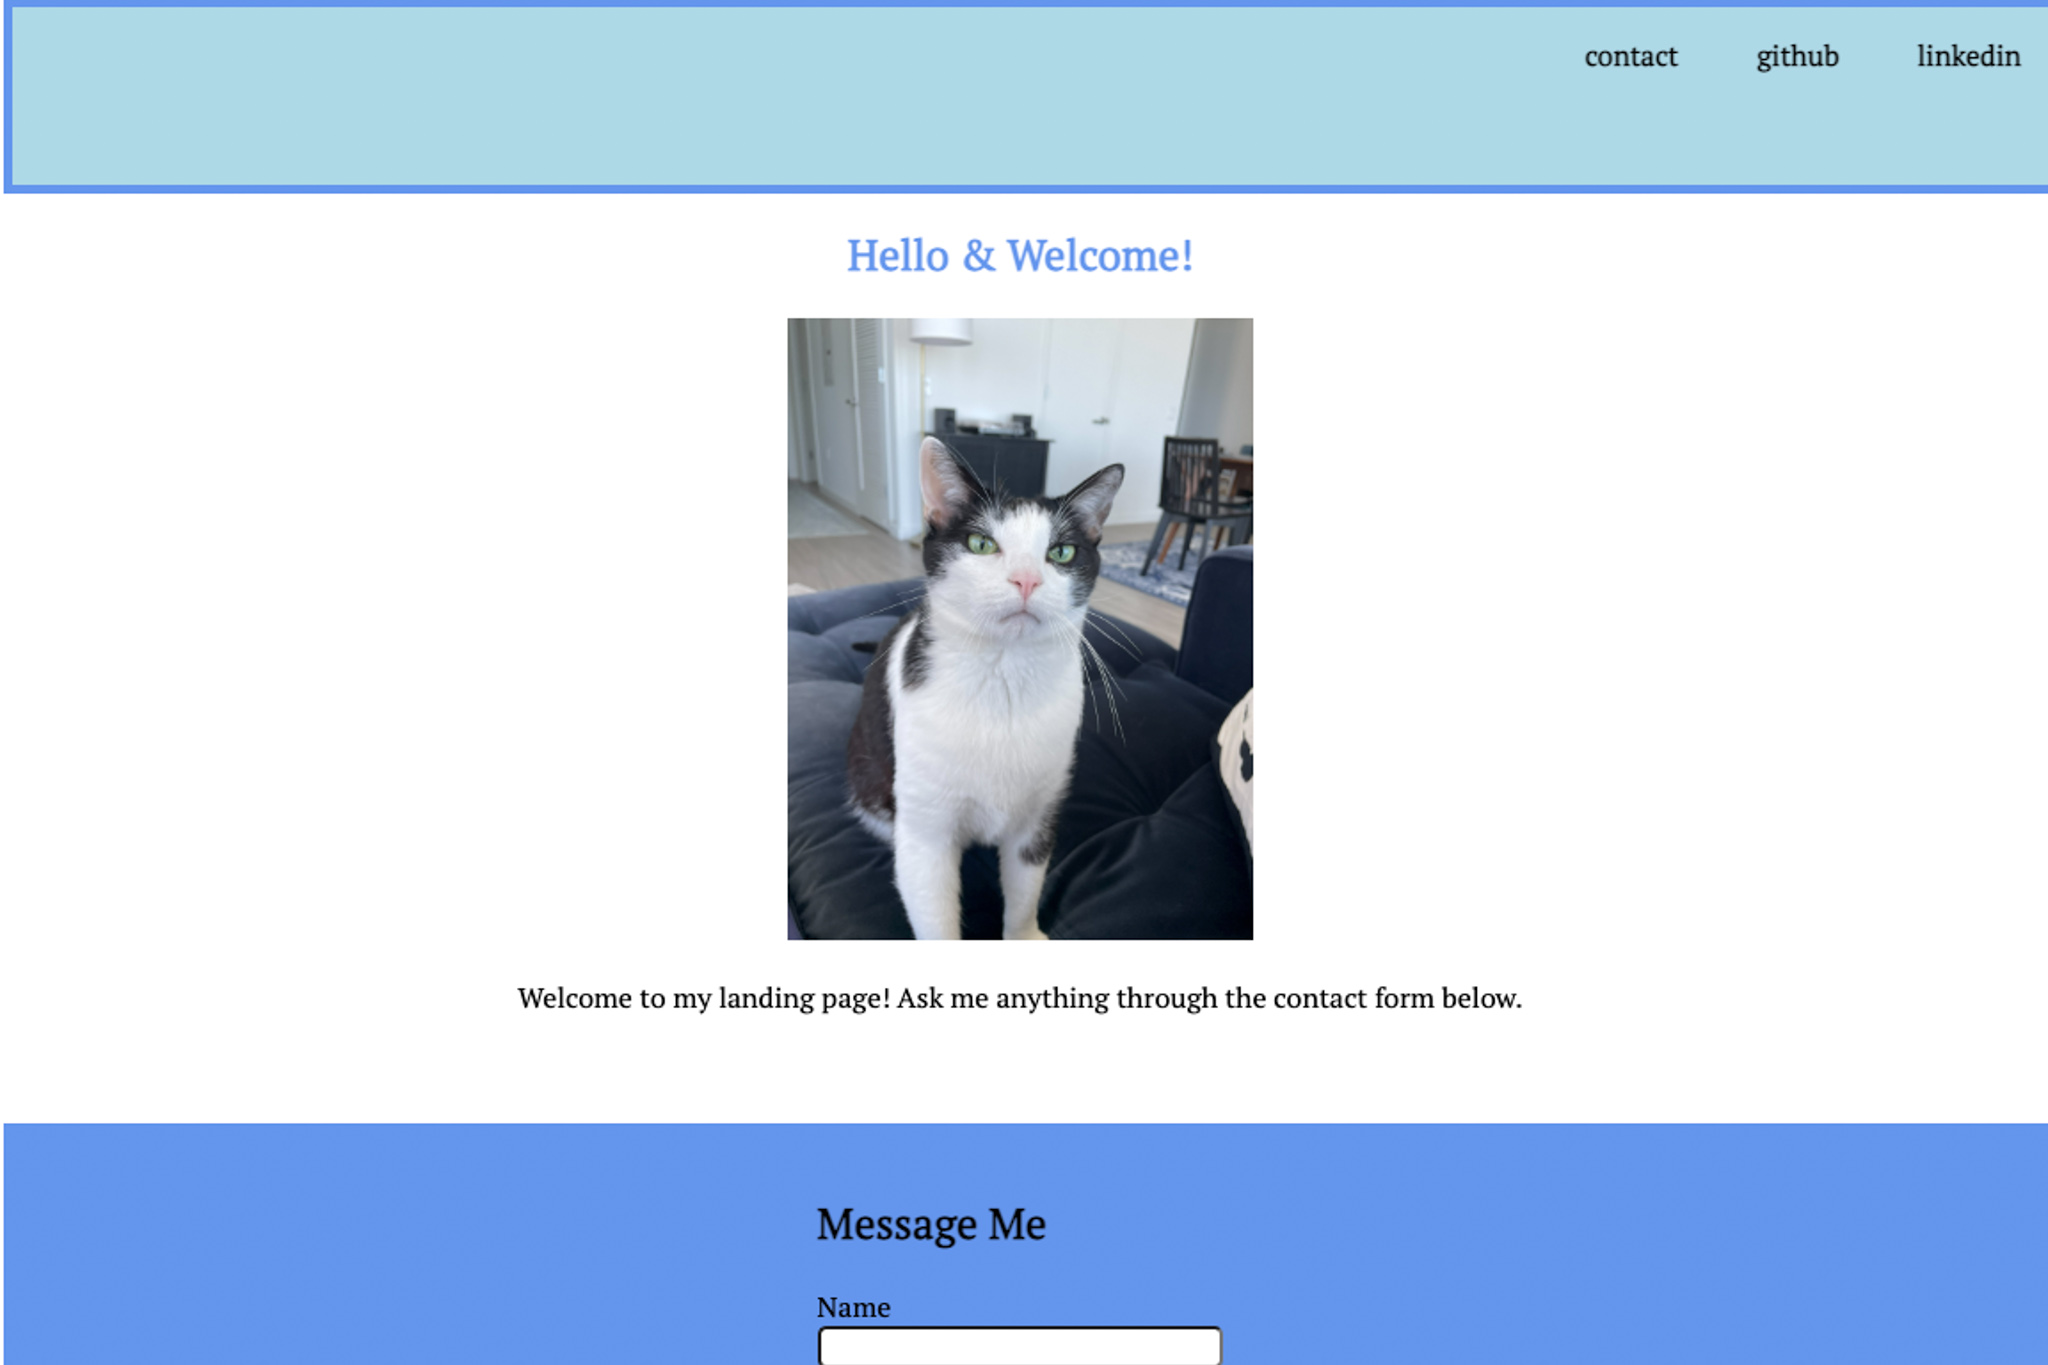 contact github linkedin
Hello & Welcome!
Welcome to my landing page! Ask me anything through the contact form below.
Message Me
Name